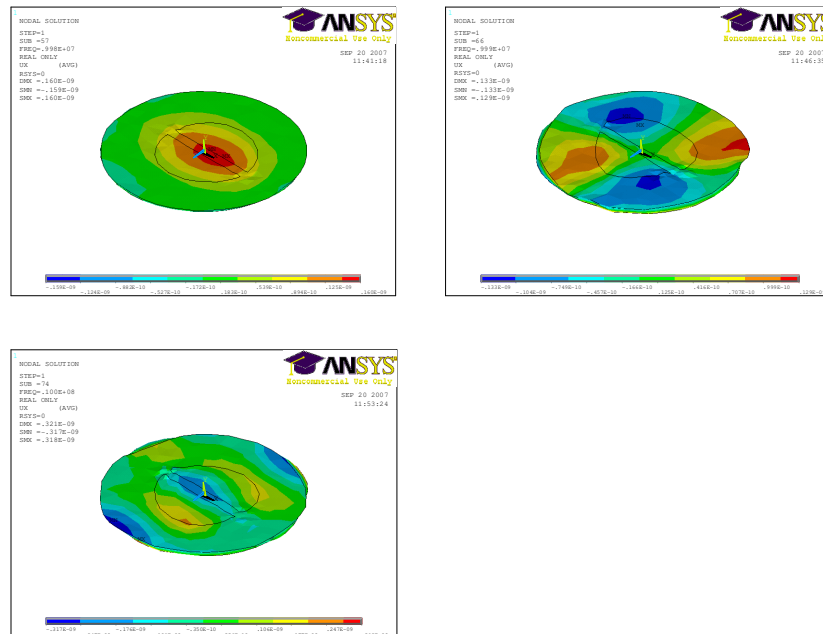 1
NODAL SOLUTION
STEP=1
SUB =57
FREQ=.998E+07
REAL ONLY
UX (AVG)
RSYS=0
DMX =.160E-09
SMN =-.159E-09
SMX =.160E-09
ANSYS
Noncommercial Use Only
SEP 20 2007
11:41:18
-.159E-09 -.882E-10 -.172E-10 .539E-10 .125E-09
-.124E-09 -.527E-10 .183E-10 .894E-10 .160E-09
1
NODAL SOLUTION
STEP=1
SUB =66
FREQ=.999E+07
REAL ONLY
UX (AVG)
RSYS=0
DMX =.133E-09
SMN =-.133E-09
SMX =.129E-09
ANSYS
Noncommercial Use Only
SEP 20 2007
11:46:35
-.133E-09 -.749E-10 -.166E-10 .416E-10 .999E-10
-.104E-09 -.457E-10 .125E-10 .707E-10 .129E-09
1
NODAL SOLUTION
STEP=1
SUB =74
FREQ=.100E+08
REAL ONLY
UX (AVG)
RSYS=0
DMX =.321E-09
SMN =-.317E-09
SMX =.318E-09
ANSYS
Noncommercial Use Only
SEP 20 2007
11:53:24
-.317E-09 -.176E-09 .106E-09 .247E-09